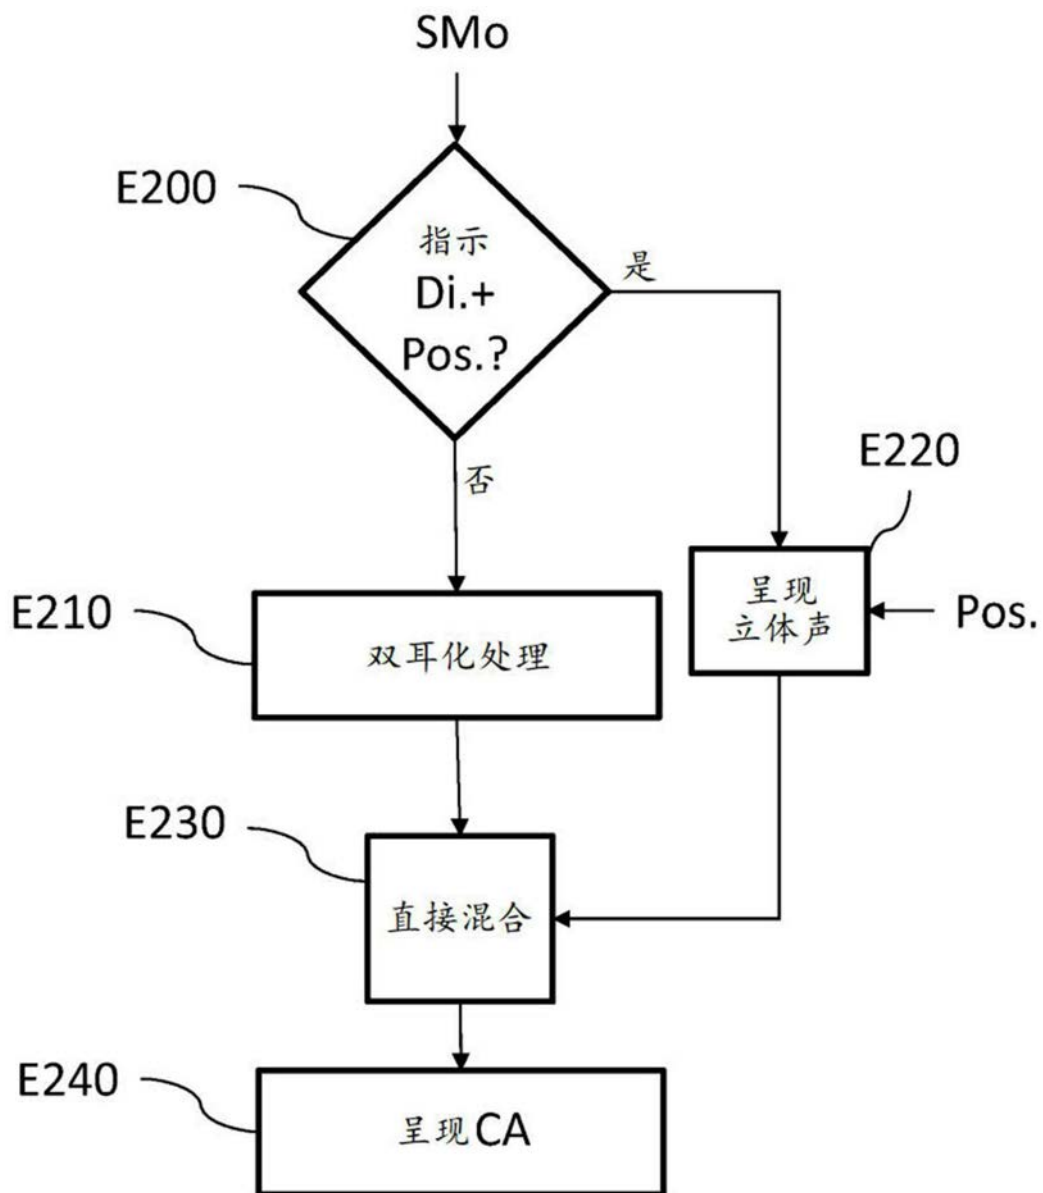 SMo
E200
指示
Di.+
Pos.?
是
否
E220
呈现
立体声
Pos.
E210
双耳化处理
E230
直接混合
E240
呈现CA